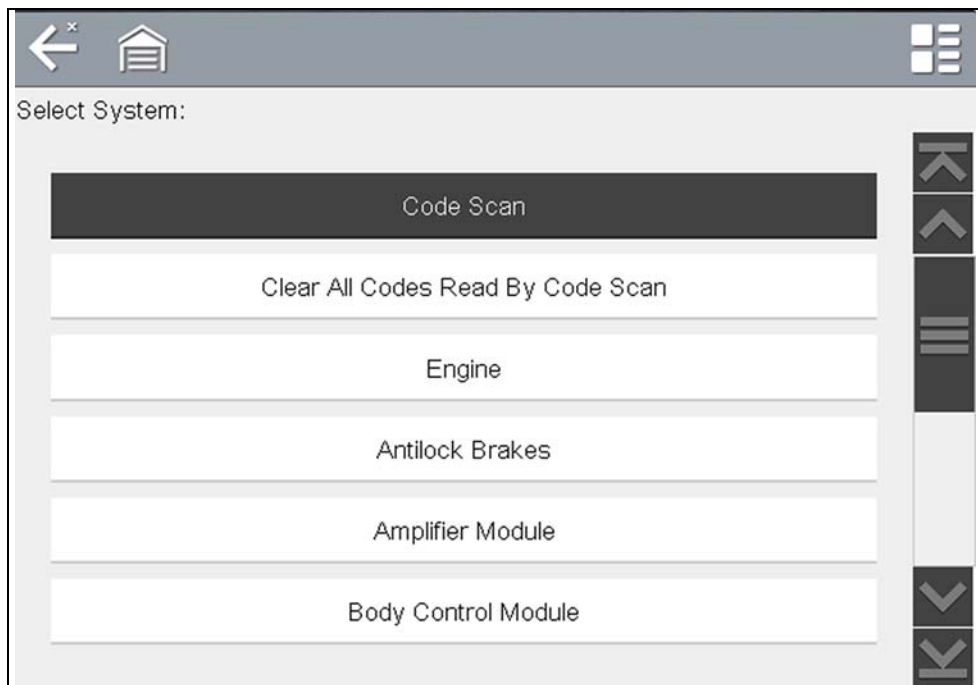 Select System:
Code Scan
Clear All Codes Read By Code Scan
Engine
Antilock Brakes
Amplifier Module
Body Control Module